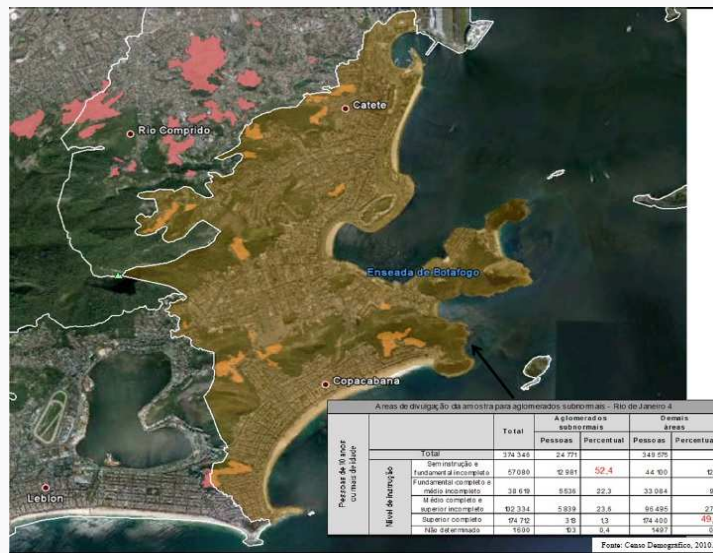 Catete
Rio Comprido
Enseada de Botafogo
Copacabana
Leblon
Áreas de divulgação da amostra para aglomerados subnormais - Rio de Janeiro 4
Pessoas de 10 anos ou mais de idade
Total
Aglomerados subnormais
Demais áreas
Pessoas Percentual Pessoas
Total 374 346 24 771 349 575
Nível de instrução
Sem instrução e fundamental incompleto 57 080 12 981 52,4 44 100 12
Fundamental completo e médio incompleto 38 619 5 536 22,3 33 084 9
Médio completo e superior incompleto 102 334 5 839 23,6 96 495 27
Superior completo 174 712 313 1,3 174 400 49,
Não determinado 1 600 103 0,4 1 497 0
Fonte: Censo Demográfico, 2010.